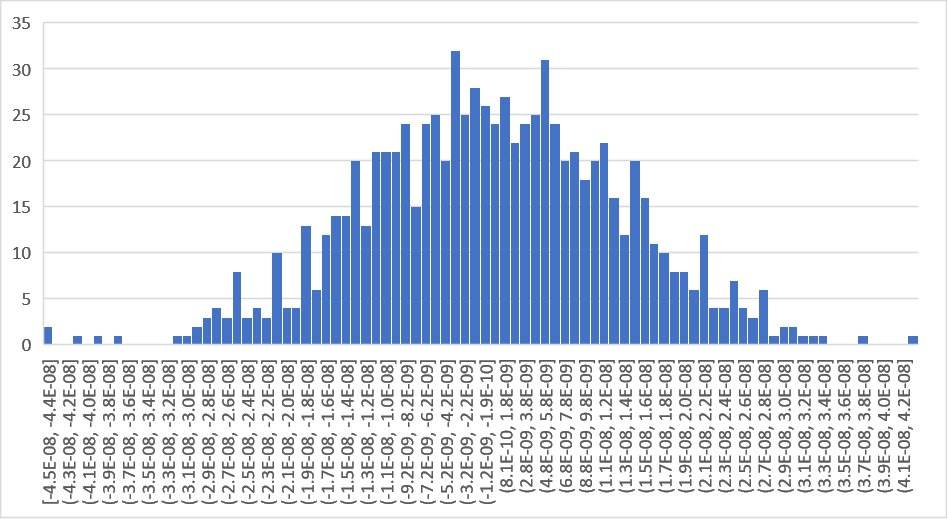 35
30
25
20
15
10
5
0
[-4.5E-08, -4.4E-08]
(-4.3E-08, -4.2E-08]
(-4.1E-08, -4.0E-08]
(-3.9E-08, -3.8E-08]
(-3.7E-08, -3.6E-08]
(-3.5E-08, -3.4E-08]
(-3.3E-08, -3.2E-08]
(-3.1E-08, -3.0E-08]
(-2.9E-08, -2.8E-08]
(-2.7E-08, -2.6E-08]
(-2.5E-08, -2.4E-08]
(-2.3E-08, -2.2E-08]
(-2.1E-08, -2.0E-08]
(-1.9E-08, -1.8E-08]
(-1.7E-08, -1.6E-08]
(-1.5E-08, -1.4E-08]
(-1.3E-08, -1.2E-08]
(-1.1E-08, -1.0E-08]
(-9.2E-09, -8.2E-09]
(-7.2E-09, -6.2E-09]
(-5.2E-09, -4.2E-09]
(-3.2E-09, -2.2E-09]
(-1.2E-09, -1.9E-10]
(8.1E-10, 1.8E-09]
(2.8E-09, 3.8E-09]
(4.8E-09, 5.8E-09]
(6.8E-09, 7.8E-09]
(8.8E-09, 9.8E-09]
(1.1E-08, 1.2E-08]
(1.3E-08, 1.4E-08]
(1.5E-08, 1.6E-08]
(1.7E-08, 1.8E-08]
(1.9E-08, 2.0E-08]
(2.1E-08, 2.2E-08]
(2.3E-08, 2.4E-08]
(2.5E-08, 2.6E-08]
(2.7E-08, 2.8E-08]
(2.9E-08, 3.0E-08]
(3.1E-08, 3.2E-08]
(3.3E-08, 3.4E-08]
(3.5E-08, 3.6E-08]
(3.7E-08, 3.8E-08]
(3.9E-08, 4.0E-08]
(4.1E-08, 4.2E-08]